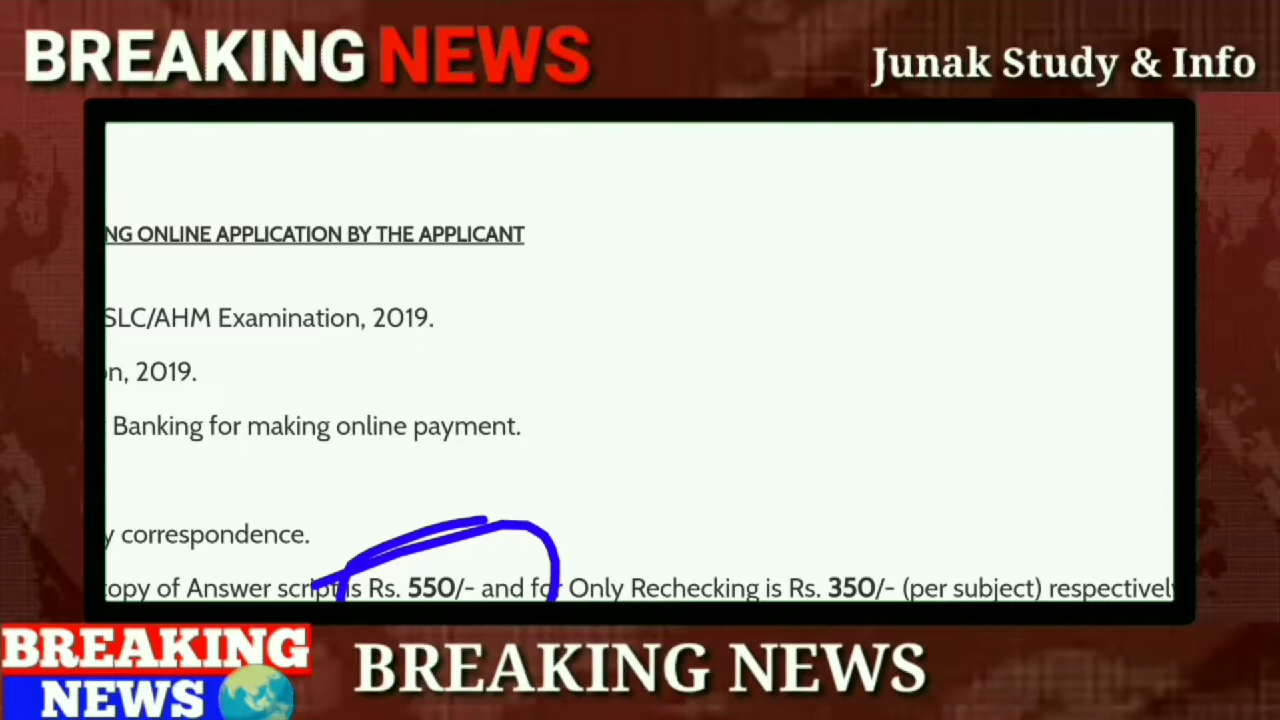 BREAKING NEWS
Junak Study & Info
NG ONLINE APPLICATION BY THE APPLICANT
SLC/AHM Examination, 2019.
n, 2019.
Banking for making online payment.
y correspondence.
copy of Answer script is Rs. 550/- and for Only Rechecking is Rs. 350/- (per subject) respectivel
BREAKING
NEWS
BREAKING NEWS